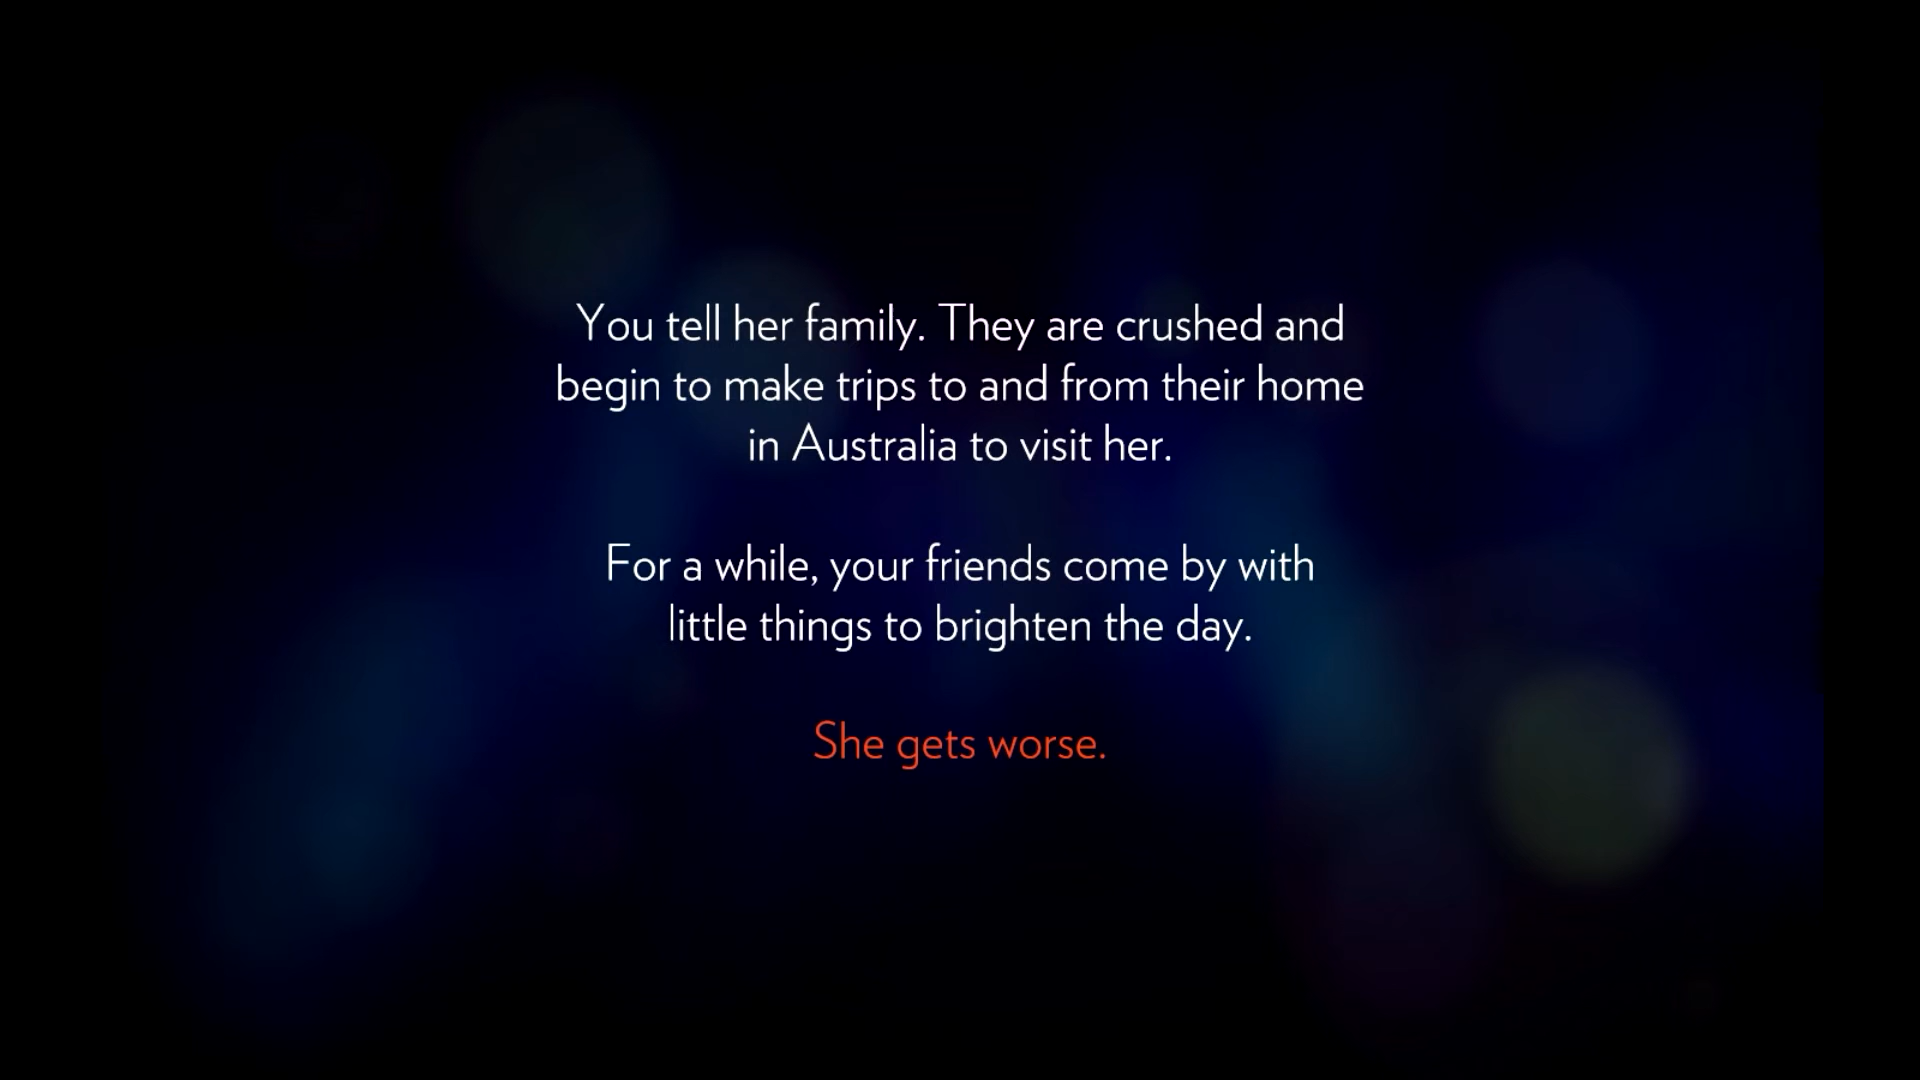 You tell her family. They are crushed and
begin to make trips to and from their home
in Australia to visit her.
For a while, your friends come by with
little things to brighten the day.
She gets worse.